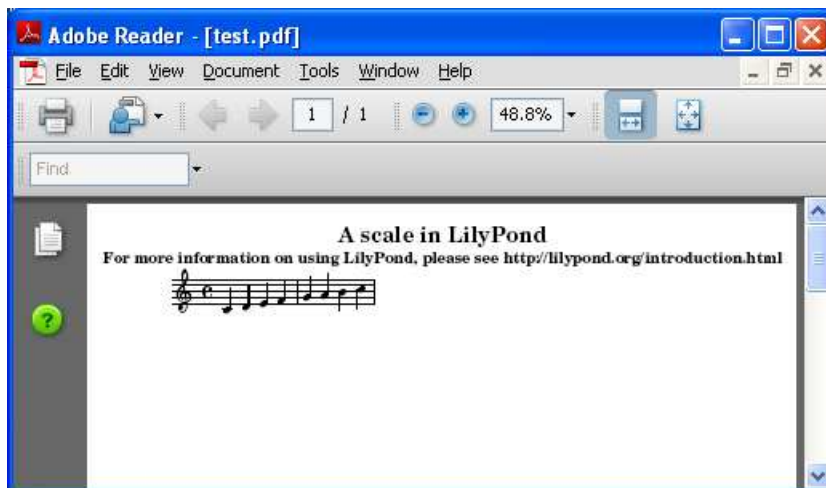 Adobe Reader - [test.pdf]
File Edit View Document Tools Window Help
1 / 1 48.8%
Find
A scale in LilyPond
For more information on using LilyPond, please see http://lilypond.org/introduction.html